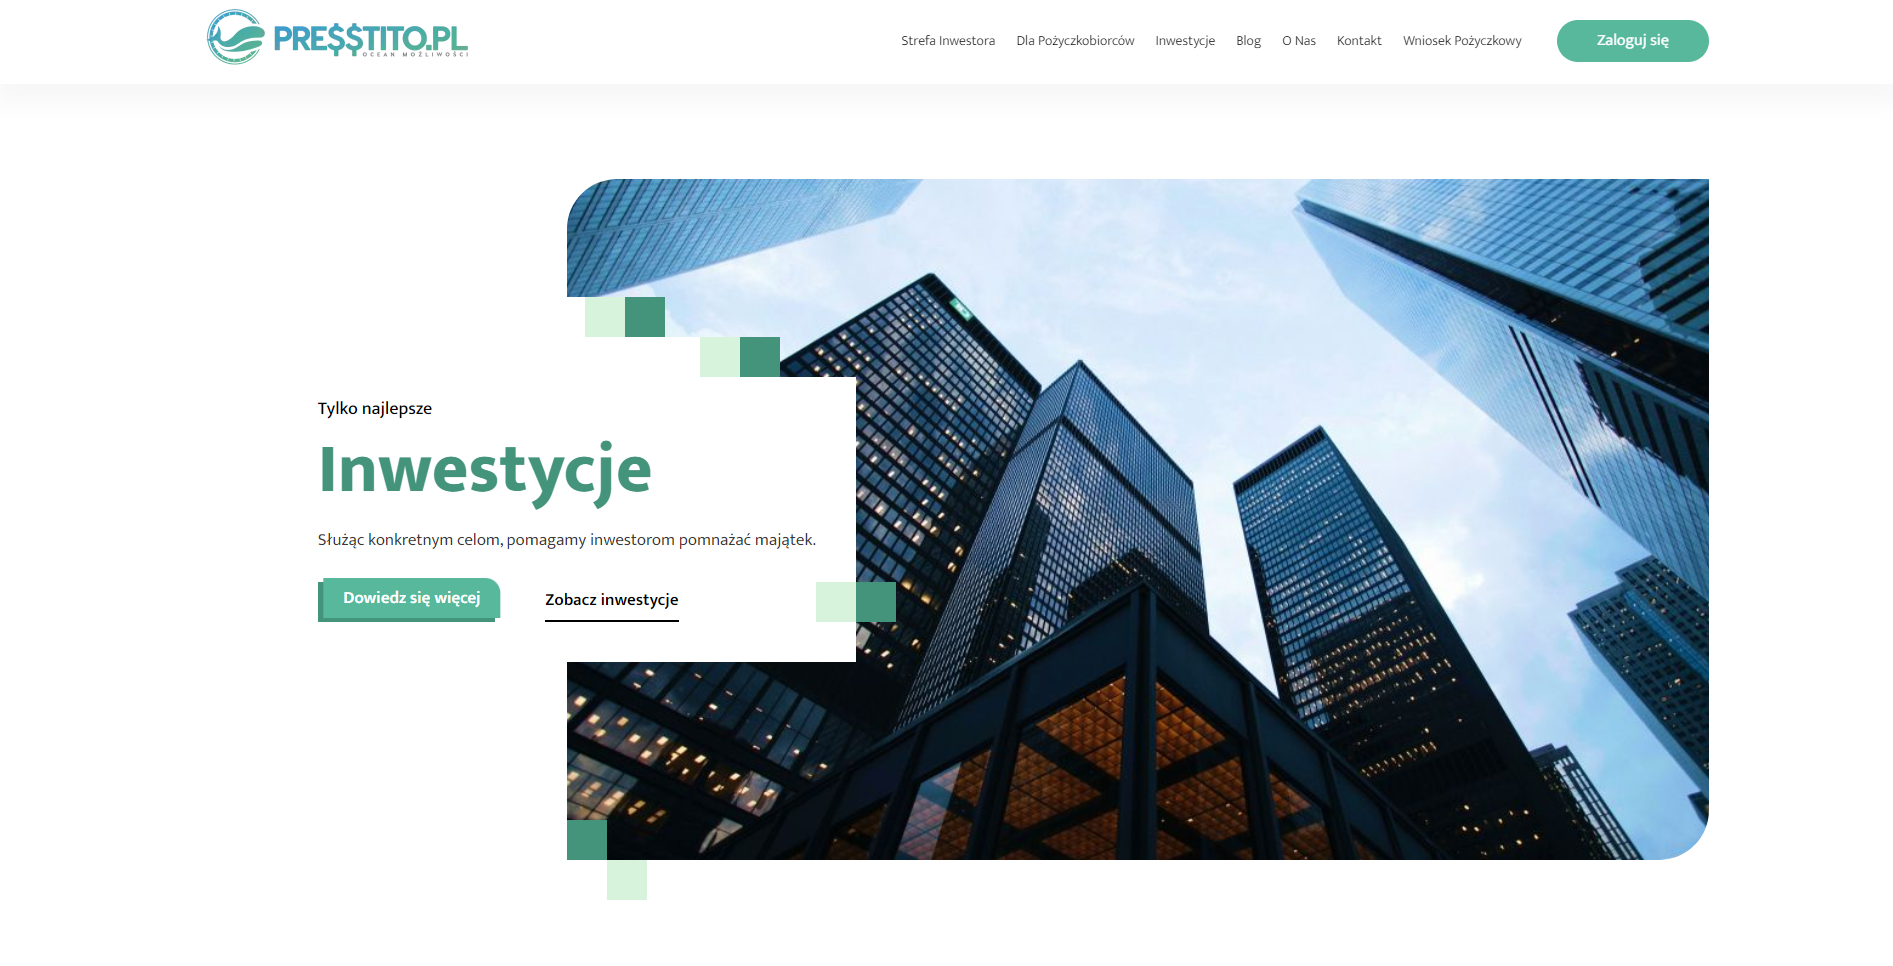 PRE$$TITO.PL
OCEAN MOŻLIWOŚCI
Strefa Inwestora
Dla Pożyczkobiorców
Inwestycje
Blog
O Nas
Kontakt
Wniosek Pożyczkowy
Zaloguj się
Tylko najlepsze
Inwestycje
Służąc konkretnym celom, pomagamy inwestorom pomnażać majątek.
Dowiedz się więcej
Zobacz inwestycje